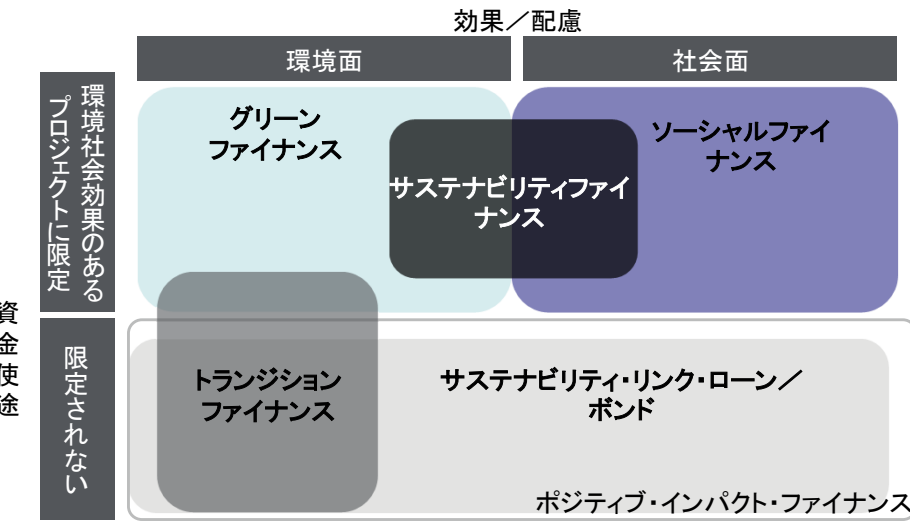 効果／配慮
環境面
社会面
環境社会効果のある
プロジェクトに限定
グリーン
ファイナンス
ソーシャルファイ
ナンス
サステナビリティファイ
ナンス
資金使途
限定されない
トランジション
ファイナンス
サステナビリティ・リンク・ローン／
ボンド
ポジティブ・インパクト・ファイナンス